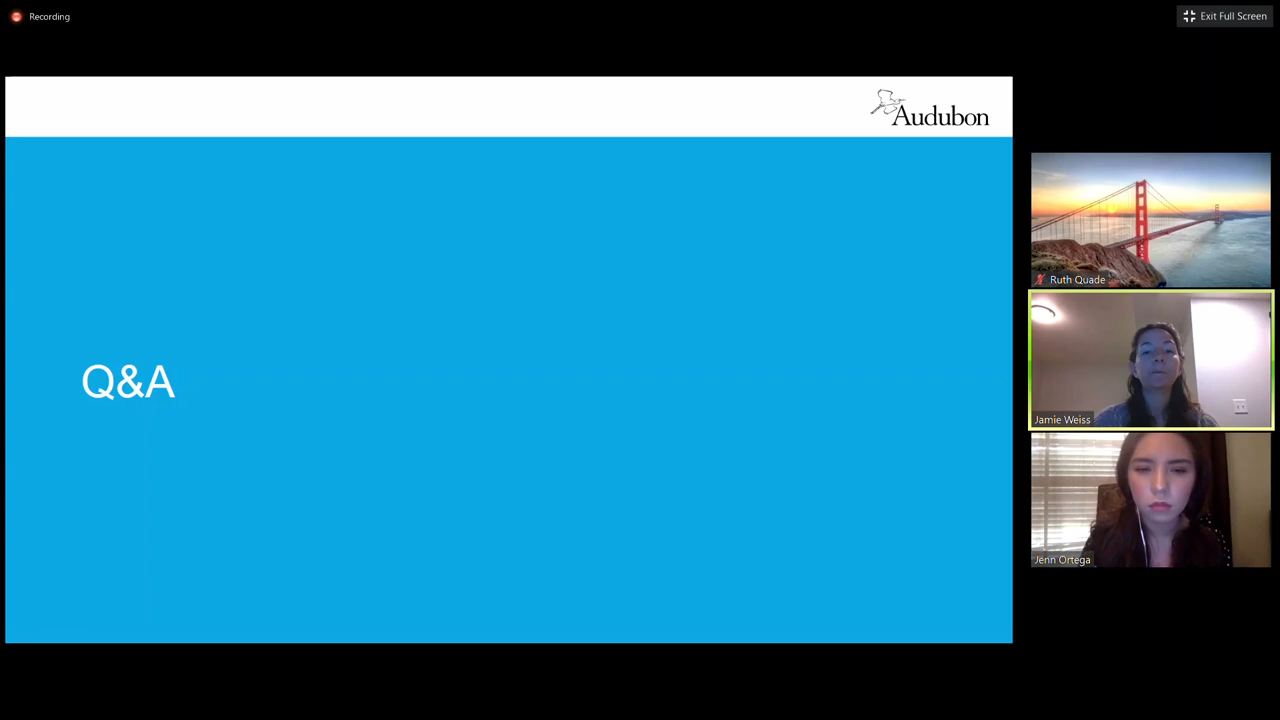 Recording
Exit Full Screen
Audubon
Q&A
Ruth Quade
Jamie Weiss
Jenn Ortega